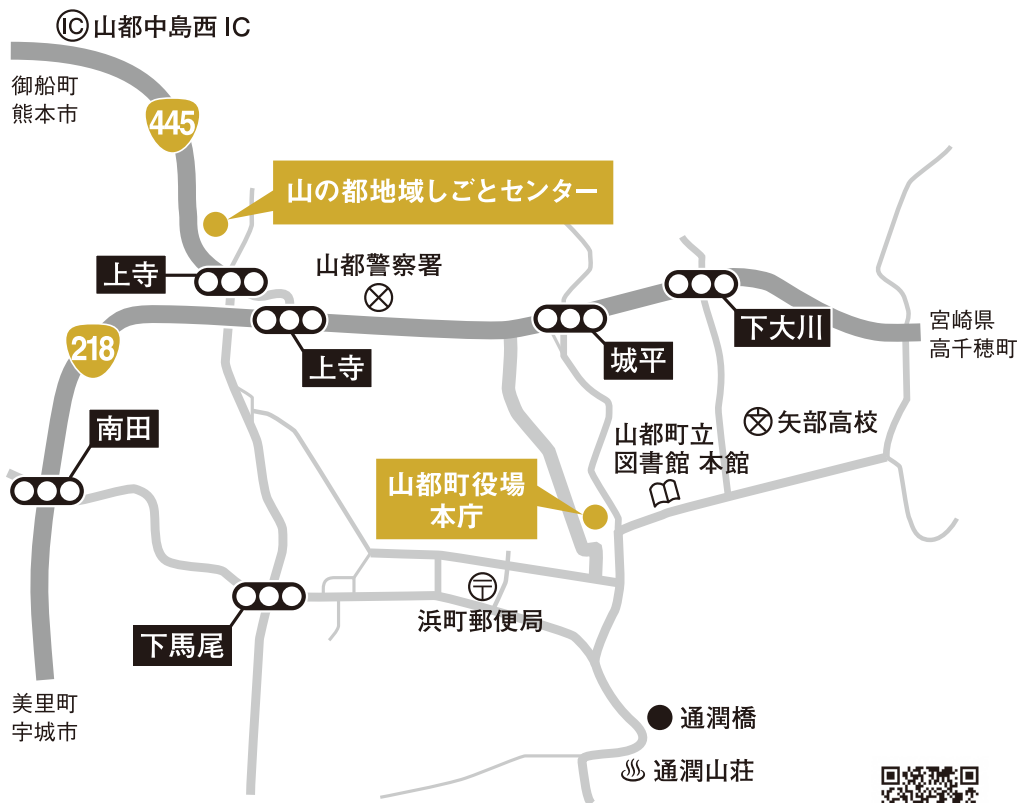 IC 山都中島西 IC
御船町
熊本市
445
山の都地域しごとセンター
上寺
山都警察署
218
上寺
城平
下大川
宮崎県
高千穂町
南田
山都町立
図書館 本館
文 矢部高校
山都町役場
本庁
〒
浜町郵便局
下馬尾
美里町
宇城市
通潤橋
通潤山荘